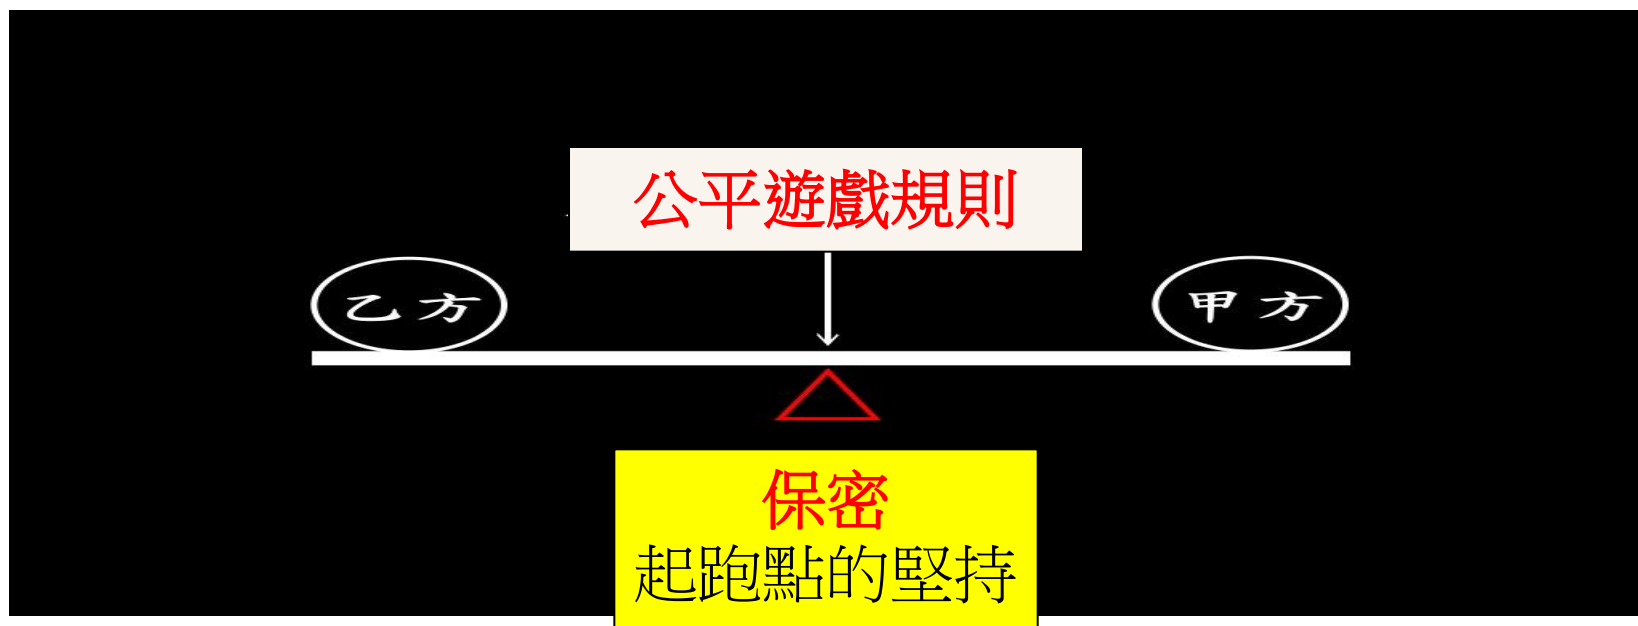 公平遊戲規則
乙方
甲方
保密
起跑點的堅持